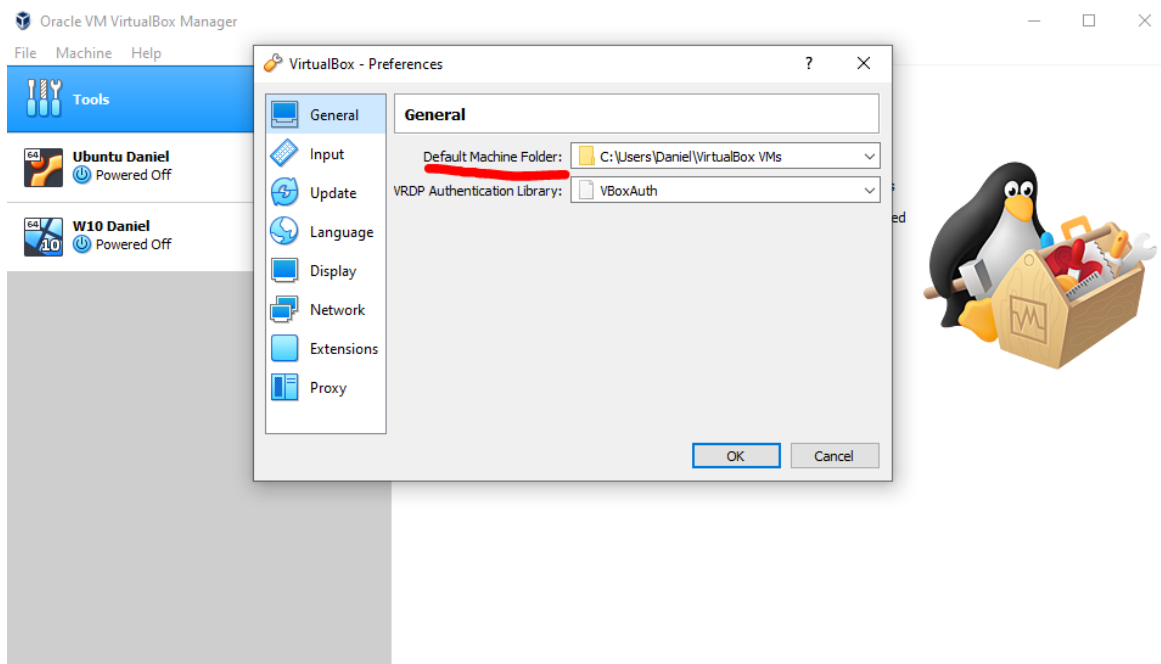 Oracle VM VirtualBox Manager
File Machine Help
Tools
64
Ubuntu Daniel
Powered Off
64
10
W10 Daniel
Powered Off
VirtualBox - Preferences
?
General
Input
Update
Language
Display
Network
Extensions
Proxy
General
Default Machine Folder: C:\Users\Daniel\VirtualBox VMs
VRDP Authentication Library: VBoxAuth
OK Cancel
s
ed